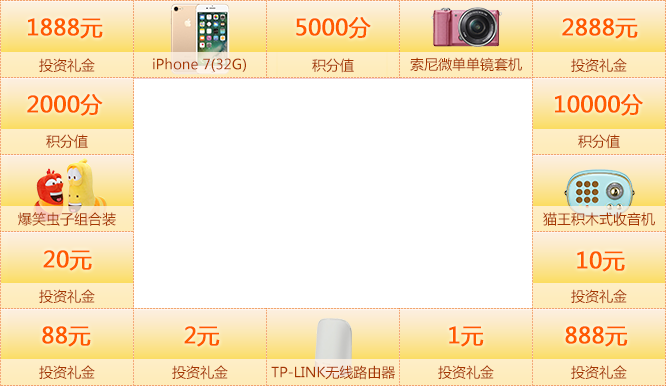 1888元
投资礼金
iPhone 7(32G)
5000分
积分值
索尼微单单镜套机
2888元
投资礼金
2000分
积分值
10000分
积分值
爆笑虫子组合装
猫王积木式收音机
20元
投资礼金
10元
投资礼金
88元
投资礼金
2元
投资礼金
TP-LINK无线路由器
1元
投资礼金
888元
投资礼金